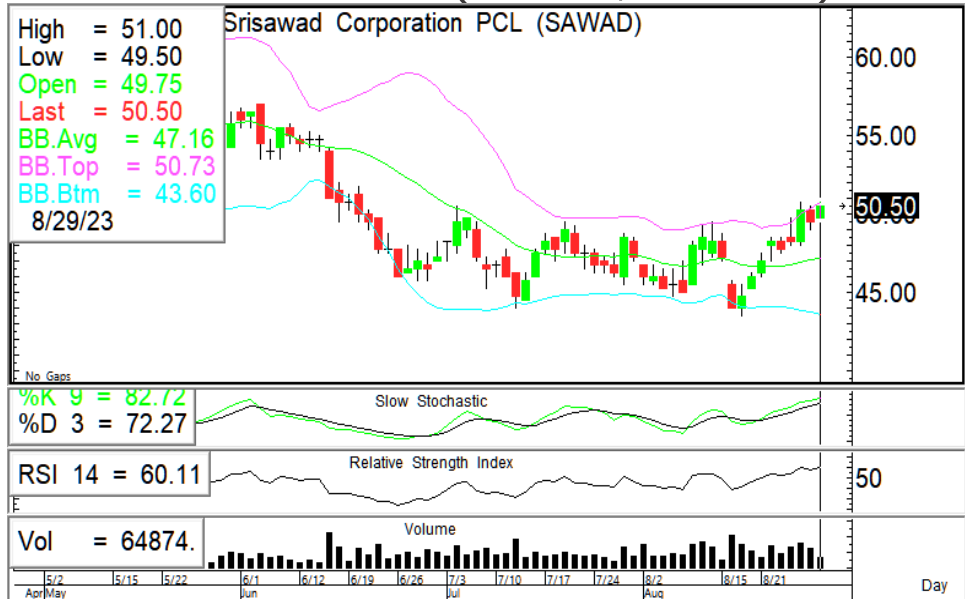 Srisawad Corporation PCL (SAWAD)
High = 51.00
Low = 49.50
Open = 49.75
Last = 50.50
BB.Avg = 47.16
BB.Top = 50.73
BB.Btm = 43.60
8/29/23
60.00
55.00
50.50
45.00
No Gaps
%K 9 = 82.72
%D 3 = 72.27
Slow Stochastic
RSI 14 = 60.11
Relative Strength Index
50
Vol = 64874.
Volume
5/2 5/15 5/22 6/1 6/12 6/19 6/26 7/3 7/10 7/17 7/24 8/2 8/15 8/21
Apr May Jun Jul Aug
Day